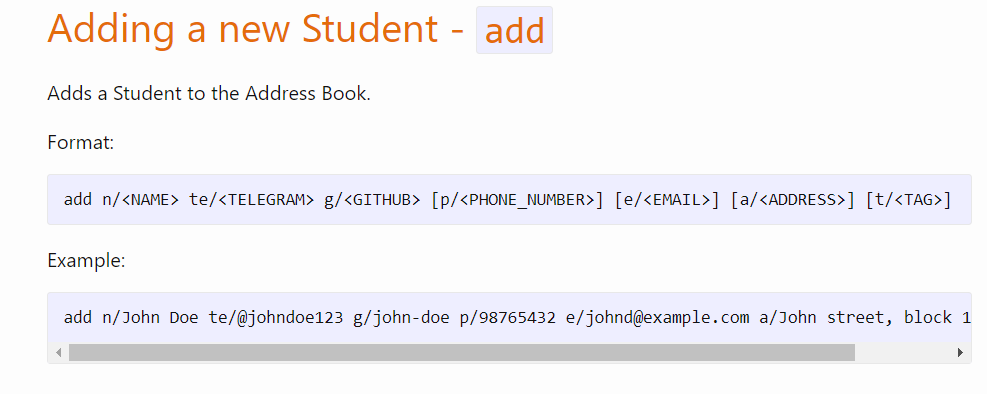 Adding a new Student - add
Adds a Student to the Address Book.
Format:
add n/<NAME> te/<TELEGRAM> g/<GITHUB> [p/<PHONE_NUMBER>] [e/<EMAIL>] [a/<ADDRESS>] [t/<TAG>]
Example:
add n/John Doe te/@johndoe123 g/john-doe p/98765432 e/johnd@example.com a/John street, block 1